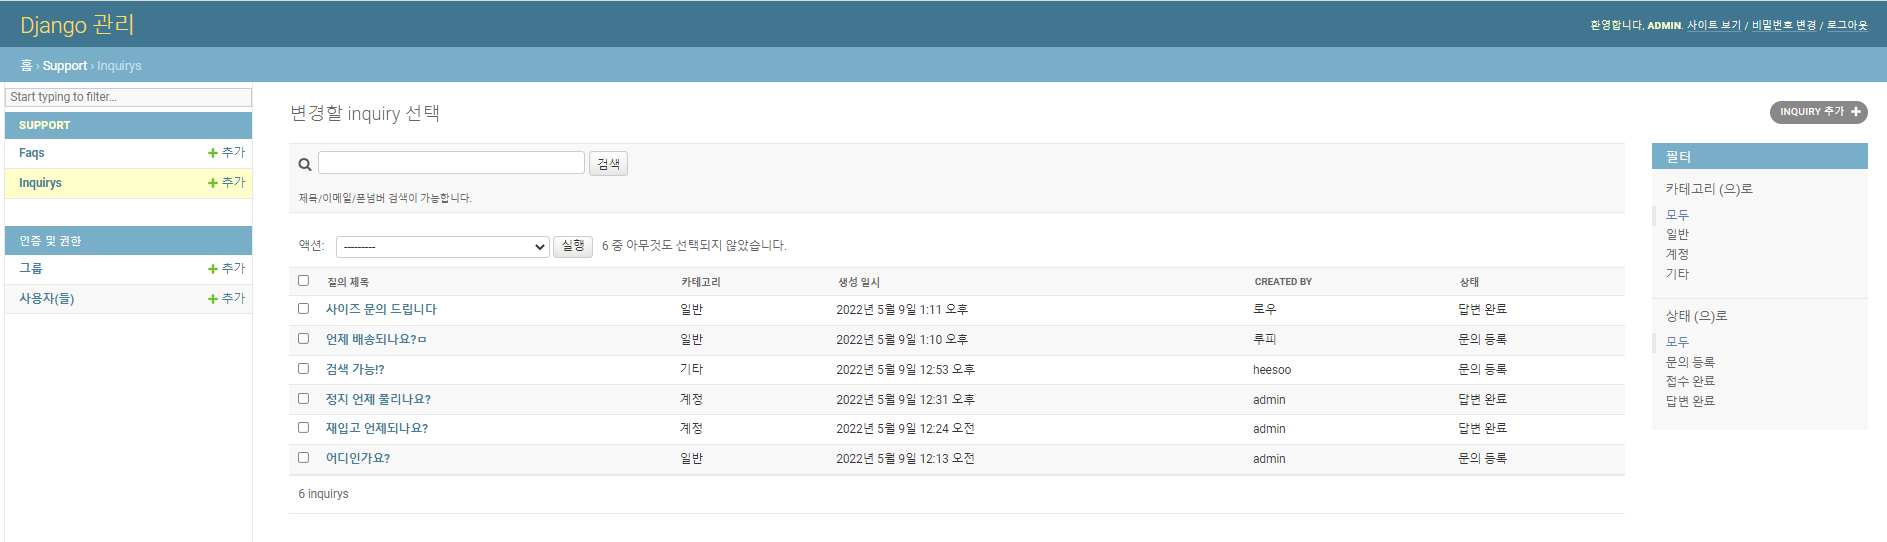 Django 관리
환영합니다, ADMIN. 사이트 보기 / 비밀번호 변경 / 로그아웃
홈 › Support › Inquirys
Start typing to filter...
SUPPORT
Faqs + 추가
Inquirys + 추가
인증 및 권한
그룹 + 추가
사용자(들) + 추가
변경할 inquiry 선택
INQUIRY 추가 +
검색
제목/이메일/폰넘버 검색이 가능합니다.
액션: --------- 실행 6 중 아무것도 선택되지 않았습니다.
질의 제목 카테고리 생성 일시 CREATED BY 상태
사이즈 문의 드립니다 일반 2022년 5월 9일 1:11 오후 로우 답변 완료
언제 배송되나요?ㅁ 일반 2022년 5월 9일 1:10 오후 루피 문의 등록
검색 가능!? 기타 2022년 5월 9일 12:53 오후 heesoo 문의 등록
정지 언제 풀리나요? 계정 2022년 5월 9일 12:31 오후 admin 답변 완료
재입고 언제되나요? 계정 2022년 5월 9일 12:24 오전 admin 답변 완료
어디인가요? 일반 2022년 5월 9일 12:13 오전 admin 문의 등록
6 inquirys
필터
카테고리 (으)로
모두
일반
계정
기타
상태 (으)로
모두
문의 등록
접수 완료
답변 완료